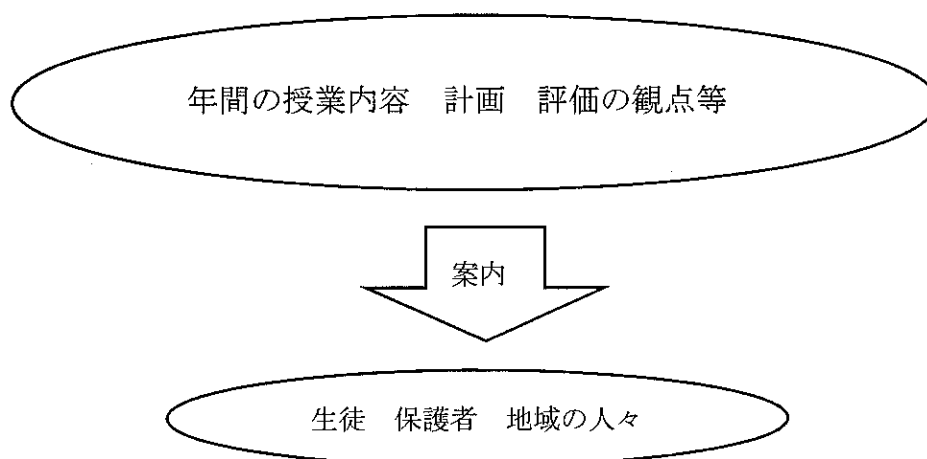 年間の授業内容　計画　評価の観点等
案内
生徒　保護者　地域の人々